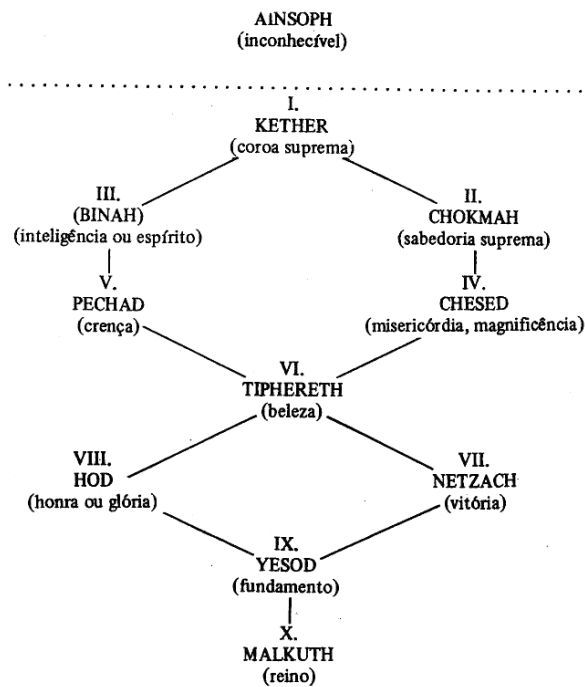 AINSOPH
(inconhecível)
I.
KETHER
(coroa suprema)
III.
(BINAH)
(inteligência ou espírito)
II.
CHOKMAH
(sabedoria suprema)
V.
PECHAD
(crença)
IV.
CHESED
(misericórdia, magnificência)
VI.
TIPHERETH
(beleza)
VIII.
HOD
(honra ou glória)
VII.
NETZACH
(vitória)
IX.
YESOD
(fundamento)
X.
MALKUTH
(reino)